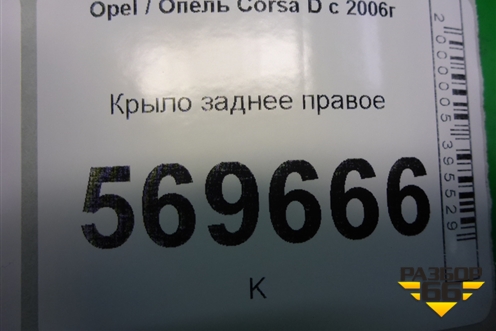 Opel / Опель Corsa D с 2006г
Крыло заднее правое
569666
К
2000005395529
РАЗБОР
66